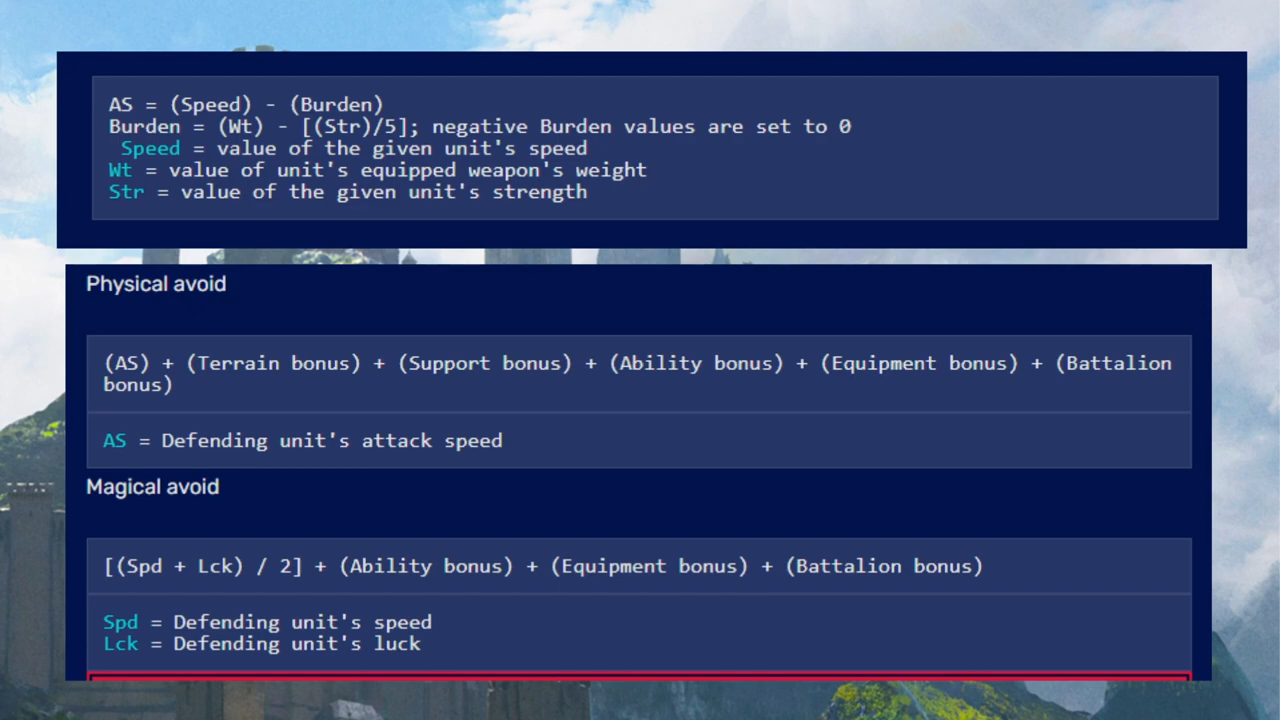 AS = (Speed) - (Burden)
Burden = (Wt) - [(Str)/5]; negative Burden values are set to 0
Speed = value of the given unit's speed
Wt = value of unit's equipped weapon's weight
Str = value of the given unit's strength
Physical avoid
(AS) + (Terrain bonus) + (Support bonus) + (Ability bonus) + (Equipment bonus) + (Battalion
bonus)
AS = Defending unit's attack speed
Magical avoid
[(Spd + Lck) / 2] + (Ability bonus) + (Equipment bonus) + (Battalion bonus)
Spd = Defending unit's speed
Lck = Defending unit's luck